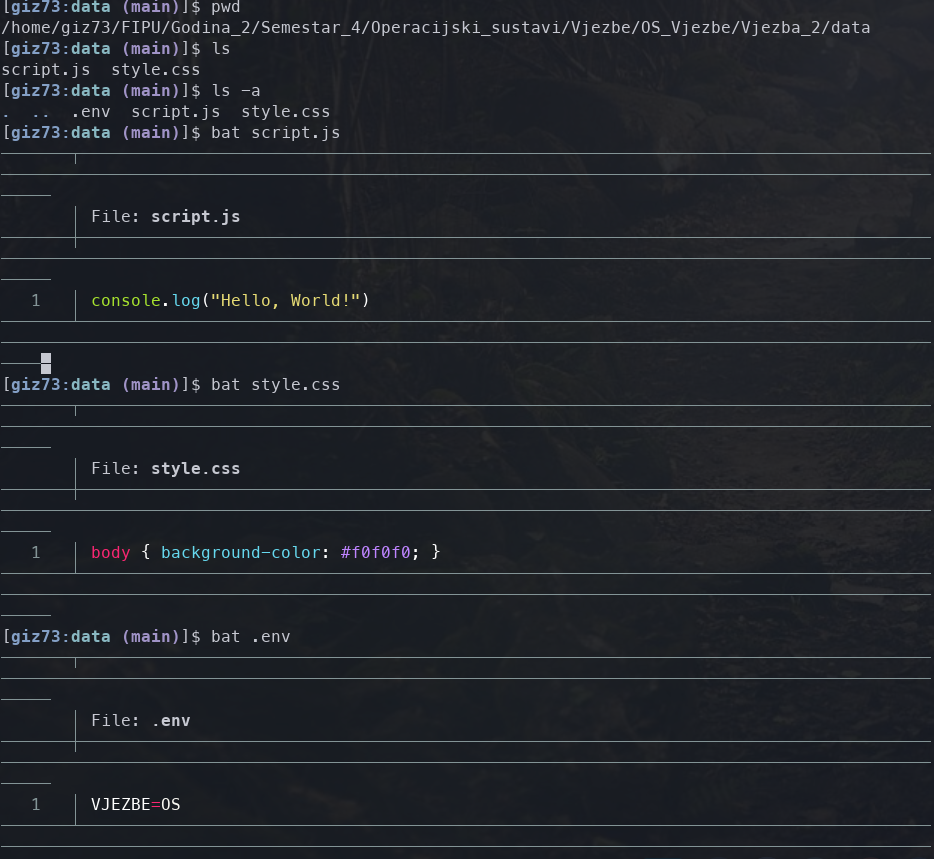 [giz73:data (main)]$ pwd
/home/giz73/FIPU/Godina_2/Semestar_4/Operacijski_sustavi/Vjezbe/OS_Vjezbe/Vjezba_2/data
[giz73:data (main)]$ ls
script.js  style.css
[giz73:data (main)]$ ls -a
.  ..  .env  script.js  style.css
[giz73:data (main)]$ bat script.js
File: script.js
1 console.log("Hello, World!")
[giz73:data (main)]$ bat style.css
File: style.css
1 body { background-color: #f0f0f0; }
[giz73:data (main)]$ bat .env
File: .env
1 VJEZBE=OS